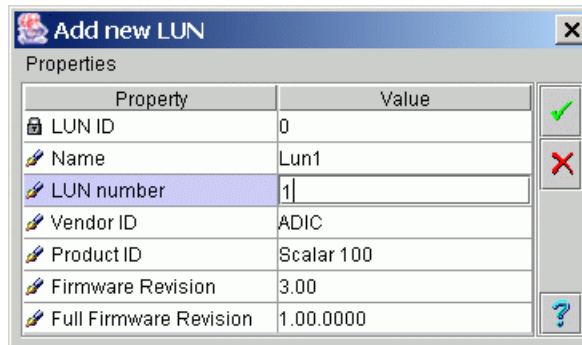 Add new LUN
Properties
Property Value
LUN ID 0
Name Lun1
LUN number 1
Vendor ID ADIC
Product ID Scalar 100
Firmware Revision 3.00
Full Firmware Revision 1.00.0000